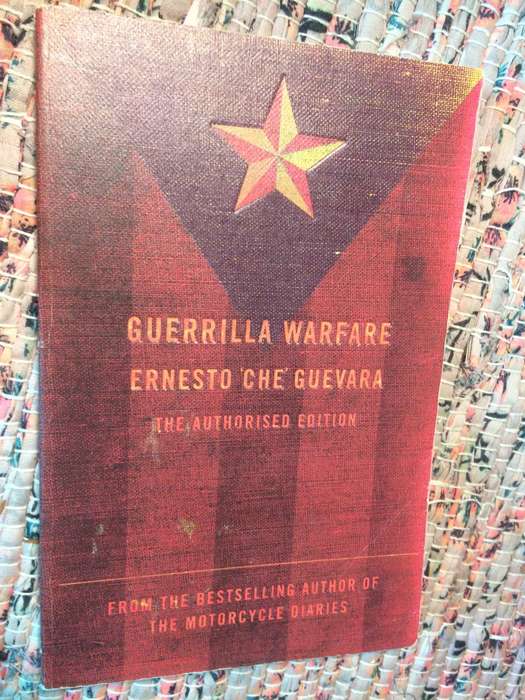 GUERRILLA WARFARE
ERNESTO 'CHE' GUEVARA
THE AUTHORISED EDITION
FROM THE BESTSELLING AUTHOR OF
THE MOTORCYCLE DIARIES